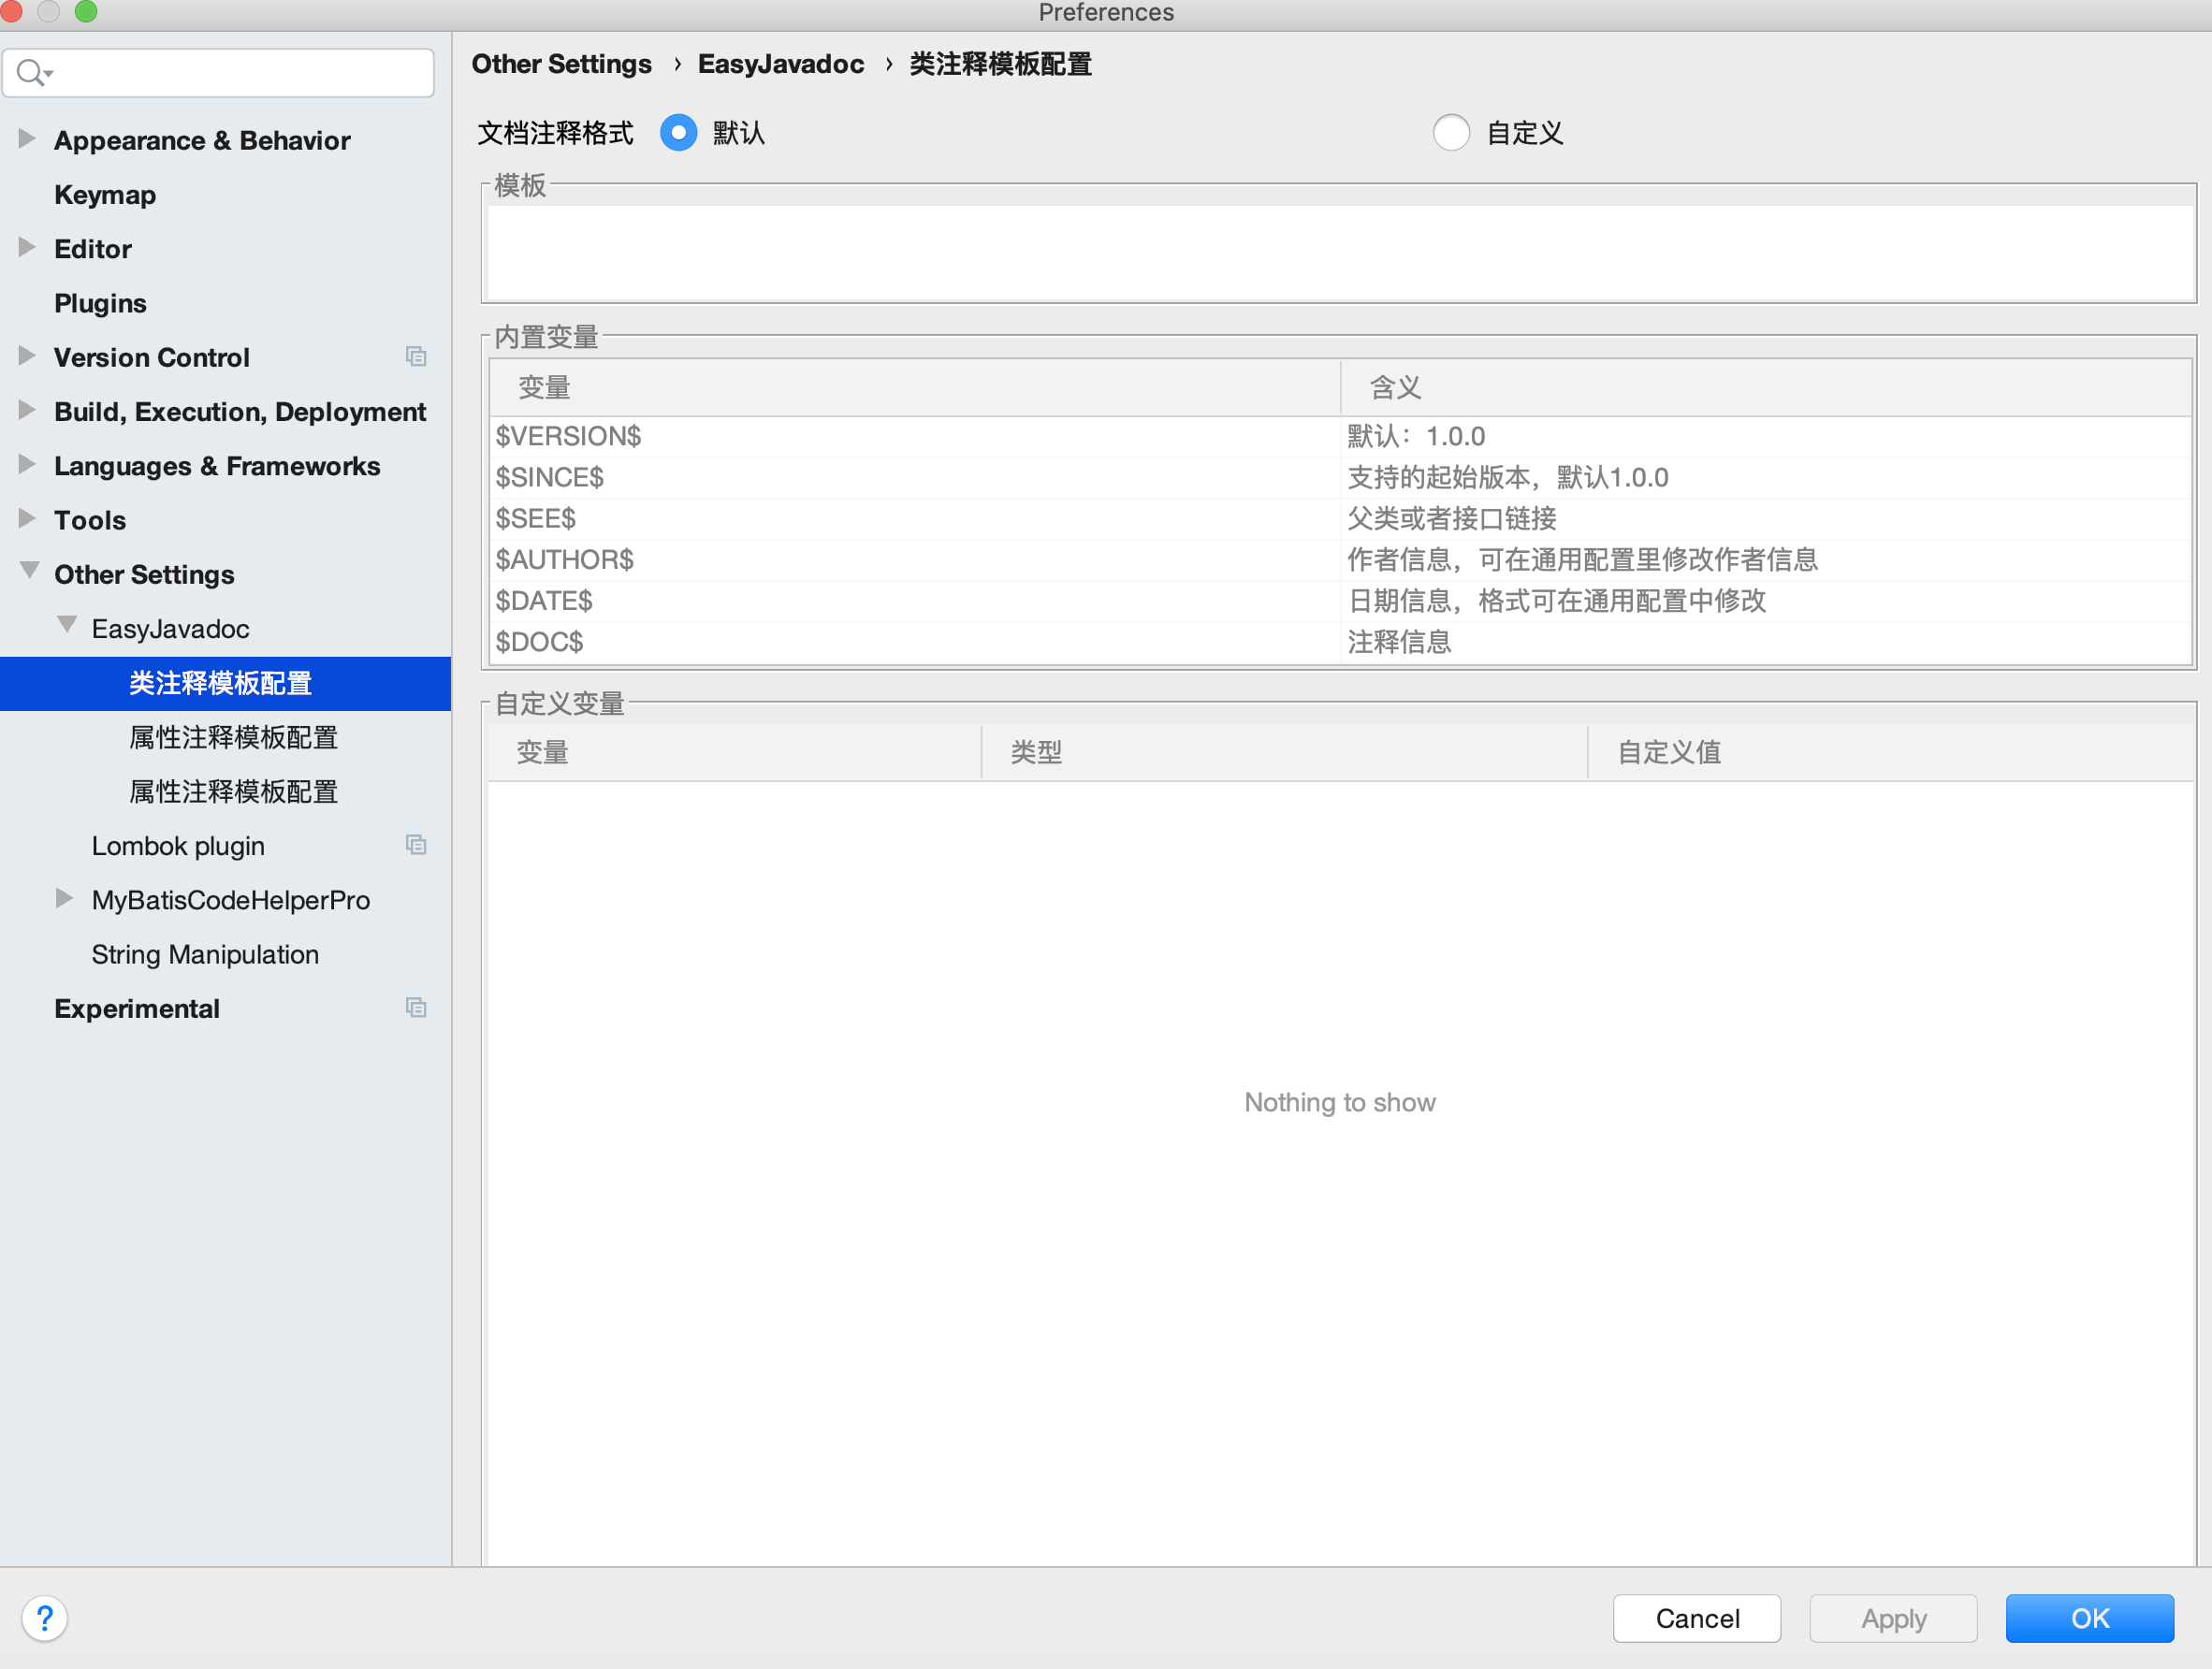 Preferences
Appearance & Behavior
Keymap
Editor
Plugins
Version Control
Build, Execution, Deployment
Languages & Frameworks
Tools
Other Settings
EasyJavadoc
类注释模板配置
属性注释模板配置
属性注释模板配置
Lombok plugin
MyBatisCodeHelperPro
String Manipulation
Experimental
Other Settings › EasyJavadoc › 类注释模板配置
文档注释格式 默认 自定义
模板
内置变量
变量 含义
$VERSION$ 默认：1.0.0
$SINCE$ 支持的起始版本，默认1.0.0
$SEE$ 父类或者接口链接
$AUTHOR$ 作者信息，可在通用配置里修改作者信息
$DATE$ 日期信息，格式可在通用配置中修改
$DOC$ 注释信息
自定义变量
变量 类型 自定义值
Nothing to show
? Cancel Apply OK